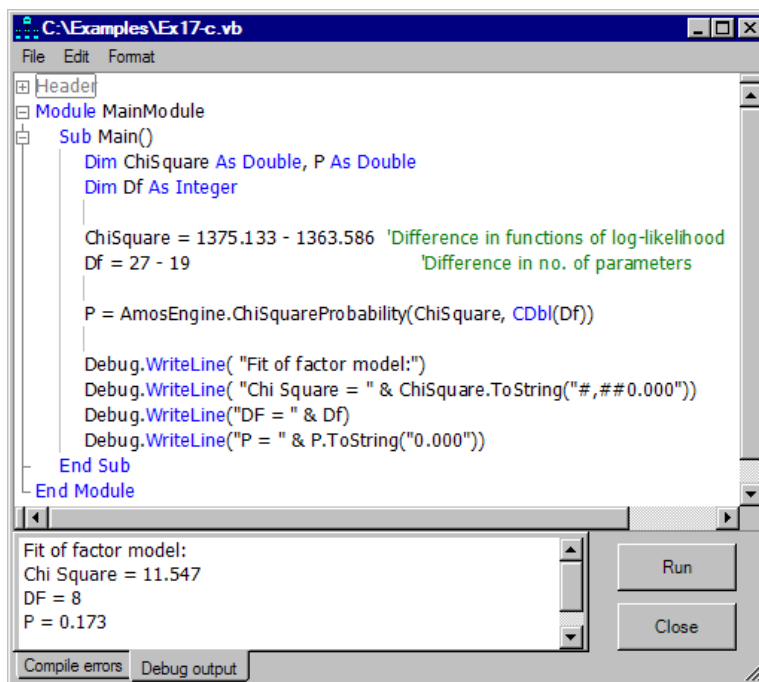 C:\Examples\Ex17-c.vb
File Edit Format
Header
Module MainModule
Sub Main()
Dim ChiSquare As Double, P As Double
Dim Df As Integer
ChiSquare = 1375.133 - 1363.586 'Difference in functions of log-likelihood
Df = 27 - 19 'Difference in no. of parameters
P = AmosEngine.ChiSquareProbability(ChiSquare, CDbl(Df))
Debug.WriteLine( "Fit of factor model:")
Debug.WriteLine( "Chi Square = " & ChiSquare.ToString("#,##0.000"))
Debug.WriteLine("DF = " & Df)
Debug.WriteLine("P = " & P.ToString("0.000"))
End Sub
End Module
Fit of factor model:
Chi Square = 11.547
DF = 8
P = 0.173
Run
Close
Compile errors Debug output